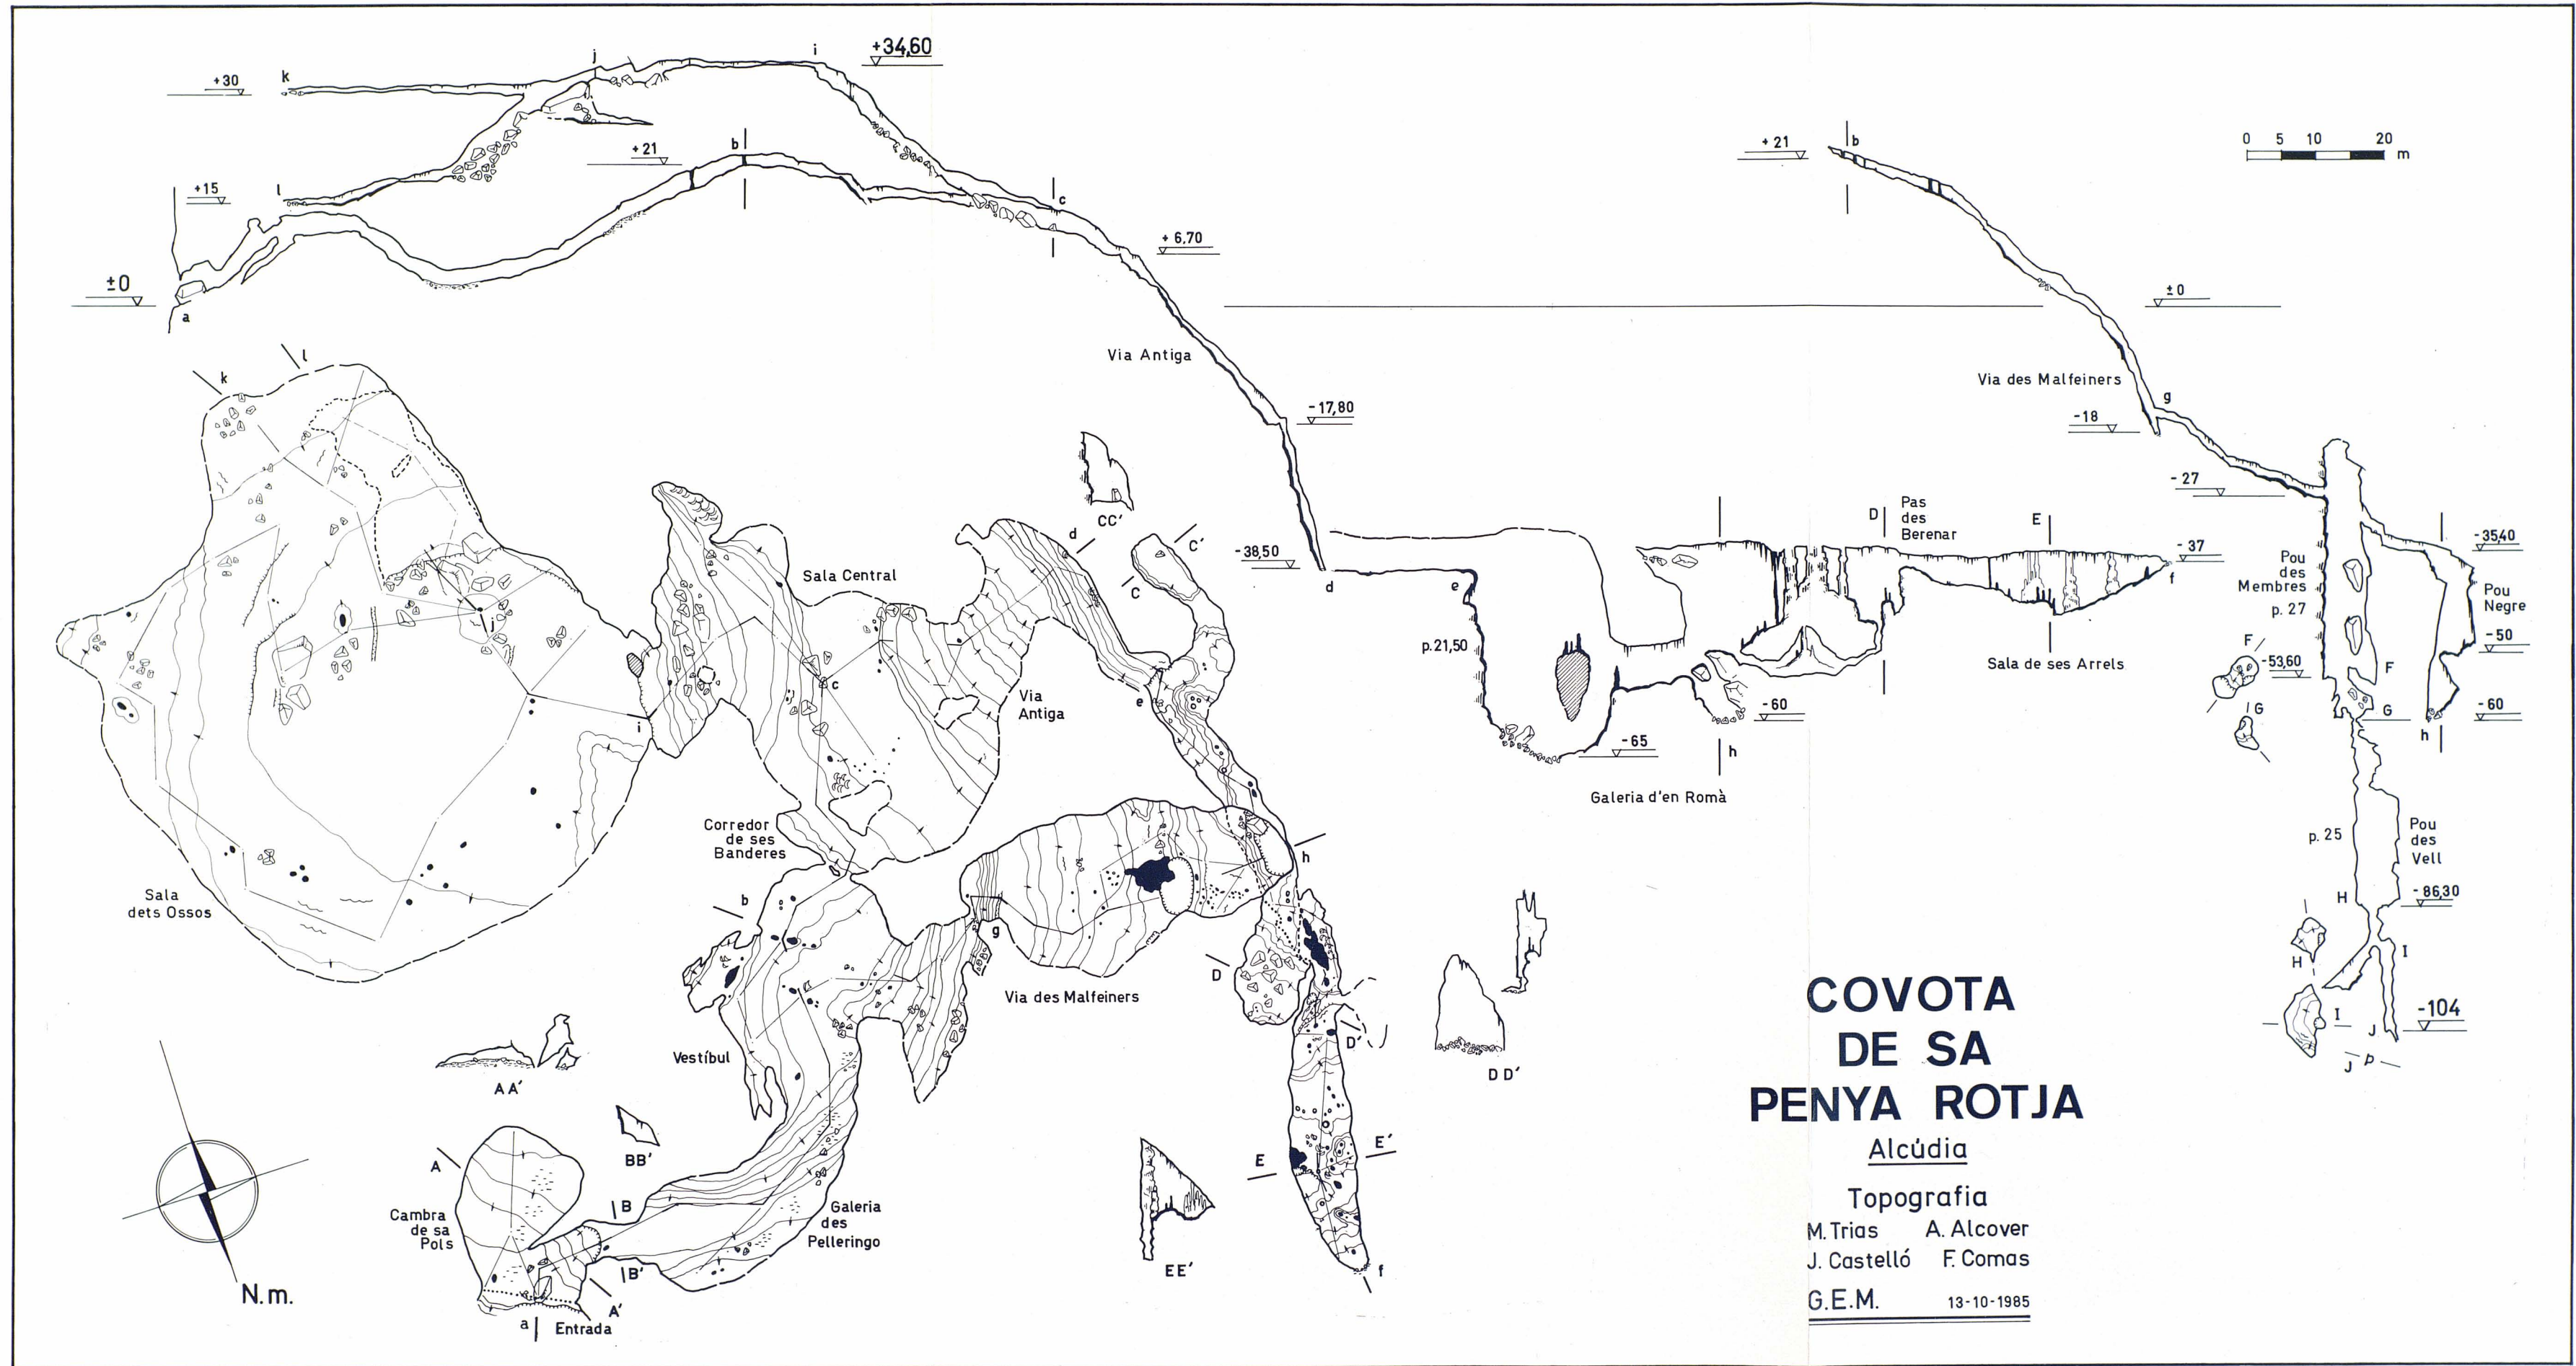 +34,60
+30
k
j
i
+21
b
+15
l
c
+6,70
±0
a
Via Antiga
-17,80
-38,50
d
e
p.21,50
-65
Galeria d'en Romà
-60
h
D
Pas
des
Berenar
E
-37
f
Sala de ses Arrels
+21
b
0 5 10 20
m
±0
Via des Malfeiners
g
-18
-27
-35,40
Pou
des
Membres
p. 27
Pou
Negre
-50
F
-53,60
F
G
G
-60
h
p. 25
Pou
des
Vell
H
-86,30
H
I
I
J
-104
J
k
l
j
i
Sala
dets Ossos
Sala Central
c
Via
Antiga
d
CC'
C'
C
e
Corredor
de ses
Banderes
b
g
h
Via des Malfeiners
Vestíbul
D
D'
DD'
E
E'
EE'
f
AA'
BB'
A
Cambra
de sa
Pols
B
B'
A'
a
Entrada
Galeria
des
Pelleringo
N.m.
COVOTA
DE SA
PENYA ROTJA
Alcúdia
Topografia
M. Trias A. Alcover
J. Castelló F. Comas
G.E.M. 13-10-1985